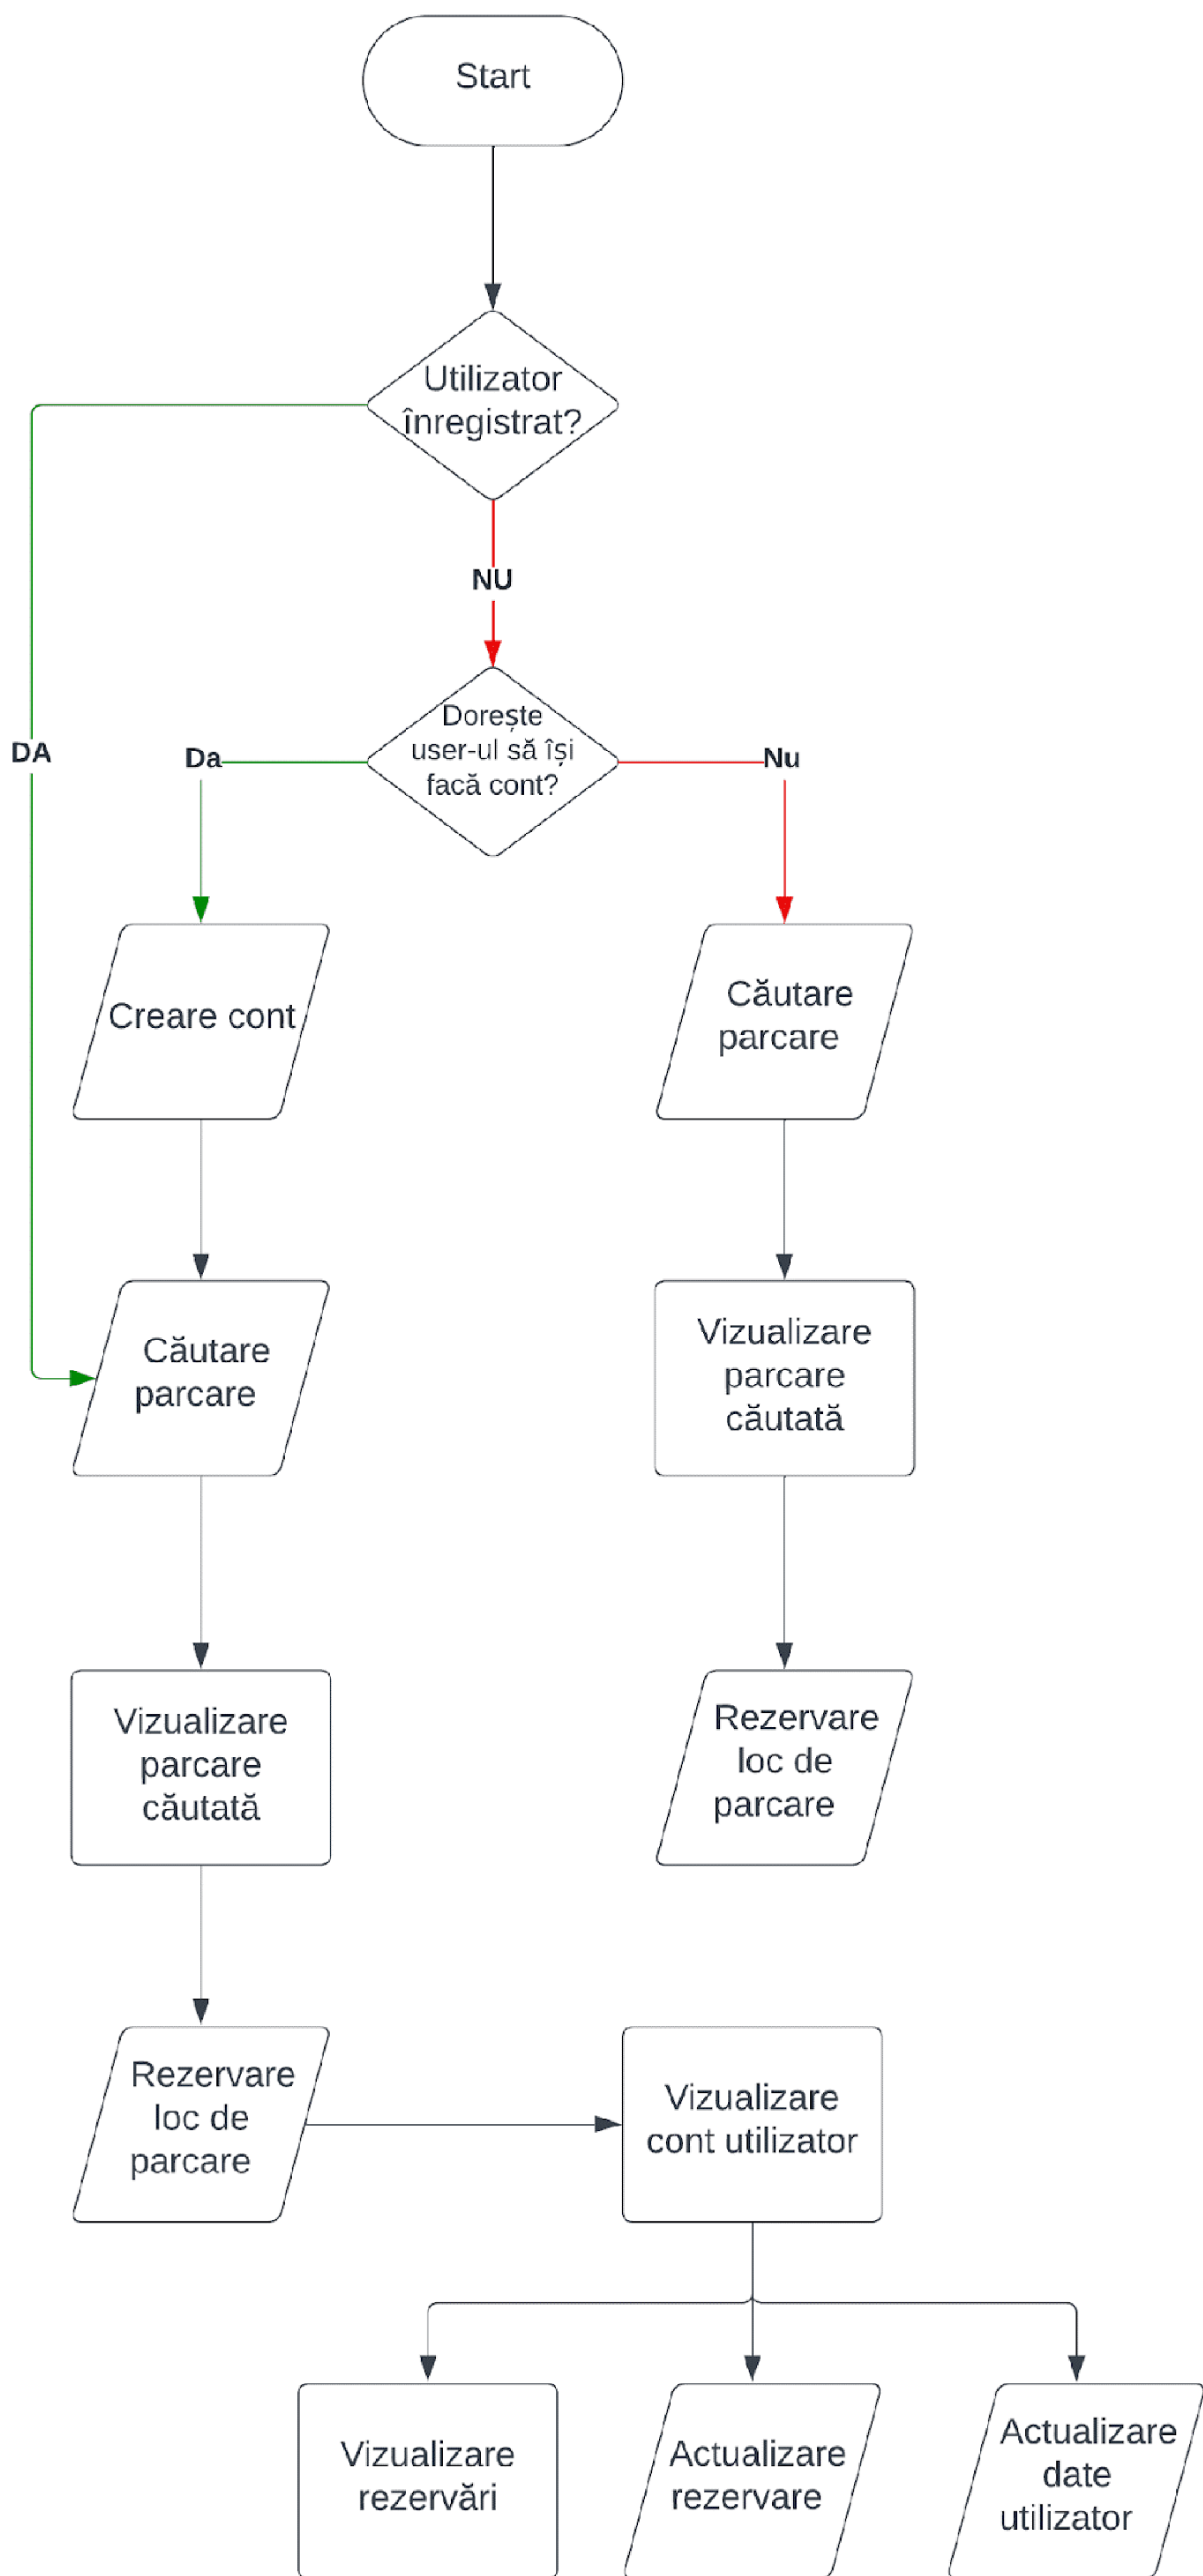 Start
Utilizator
înregistrat?
NU
Dorește
user-ul să își
facă cont?
DA
Da
Nu
Creare cont
Căutare
parcare
Căutare
parcare
Vizualizare
parcare
căutată
Vizualizare
parcare
căutată
Rezervare
loc de
parcare
Rezervare
loc de
parcare
Vizualizare
cont utilizator
Vizualizare
rezervări
Actualizare
rezervare
Actualizare
date
utilizator